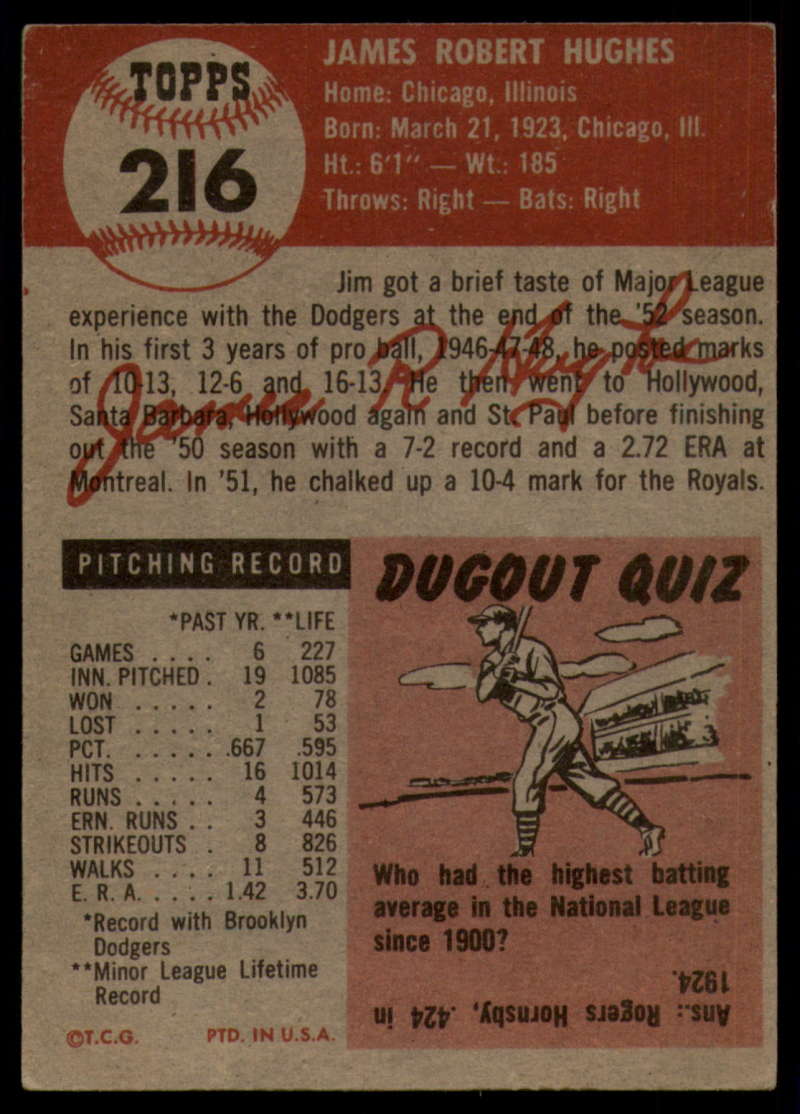 TOPPS
216
JAMES ROBERT HUGHES
Home: Chicago, Illinois
Born: March 21, 1923, Chicago, Ill.
Ht.: 6'1" — Wt.: 185
Throws: Right — Bats: Right
Jim got a brief taste of Major League
experience with the Dodgers at the end of the '52 season.
In his first 3 years of pro ball, 1946-47-48, he posted marks
of 10-13, 12-6 and 16-13. He then went to Hollywood,
Santa Barbara, Hollywood again and St. Paul before finishing
out the '50 season with a 7-2 record and a 2.72 ERA at
Montreal. In '51, he chalked up a 10-4 mark for the Royals.
James R Hughes
PITCHING RECORD
*PAST YR. **LIFE
GAMES . . . . 6 227
INN. PITCHED . 19 1085
WON . . . . . 2 78
LOST . . . . . 1 53
PCT. . . . . . .667 .595
HITS . . . . . 16 1014
RUNS . . . . . 4 573
ERN. RUNS . . 3 446
STRIKEOUTS . 8 826
WALKS . . . . 11 512
E. R. A. . . . . 1.42 3.70
*Record with Brooklyn
Dodgers
**Minor League Lifetime
Record
©T.C.G. PTD. IN U.S.A.
DUGOUT QUIZ
Who had the highest batting
average in the National League
since 1900?
Ans.: Rogers Hornsby, .424 in
1924.